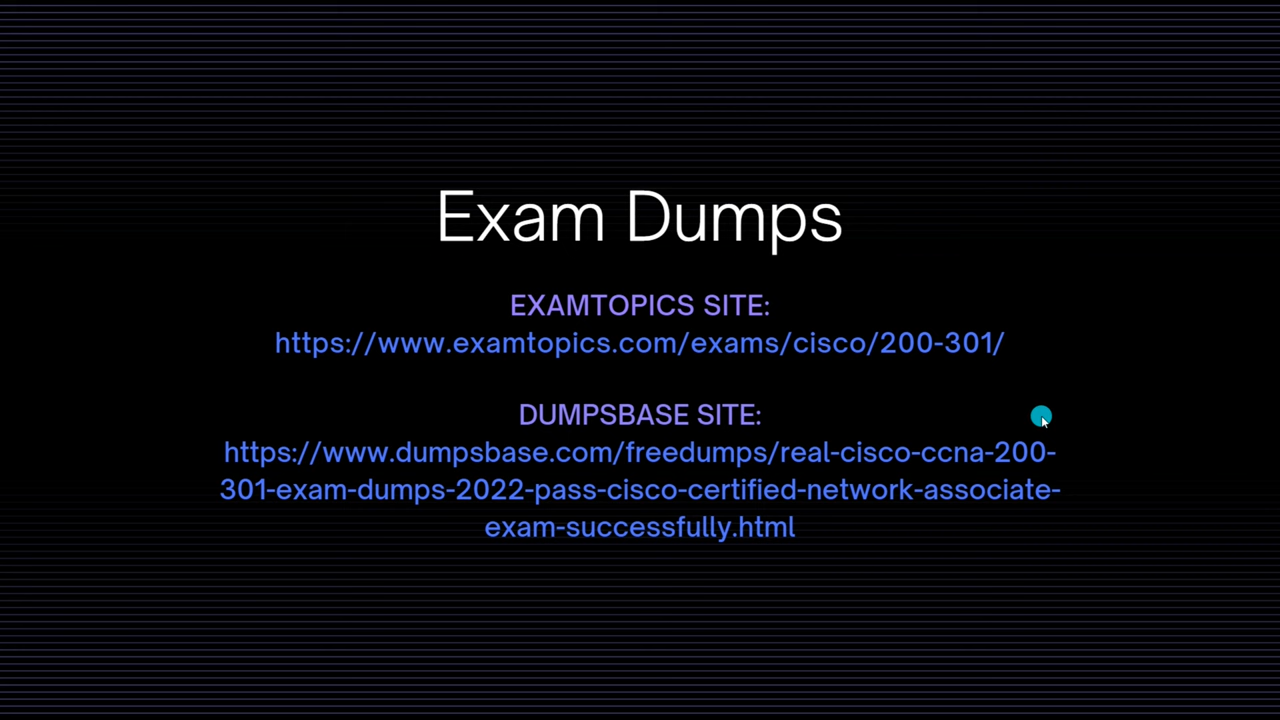 Exam Dumps
EXAMTOPICS SITE:
https://www.examtopics.com/exams/cisco/200-301/
DUMPSBASE SITE:
https://www.dumpsbase.com/freedumps/real-cisco-ccna-200-
301-exam-dumps-2022-pass-cisco-certified-network-associate-
exam-successfully.html